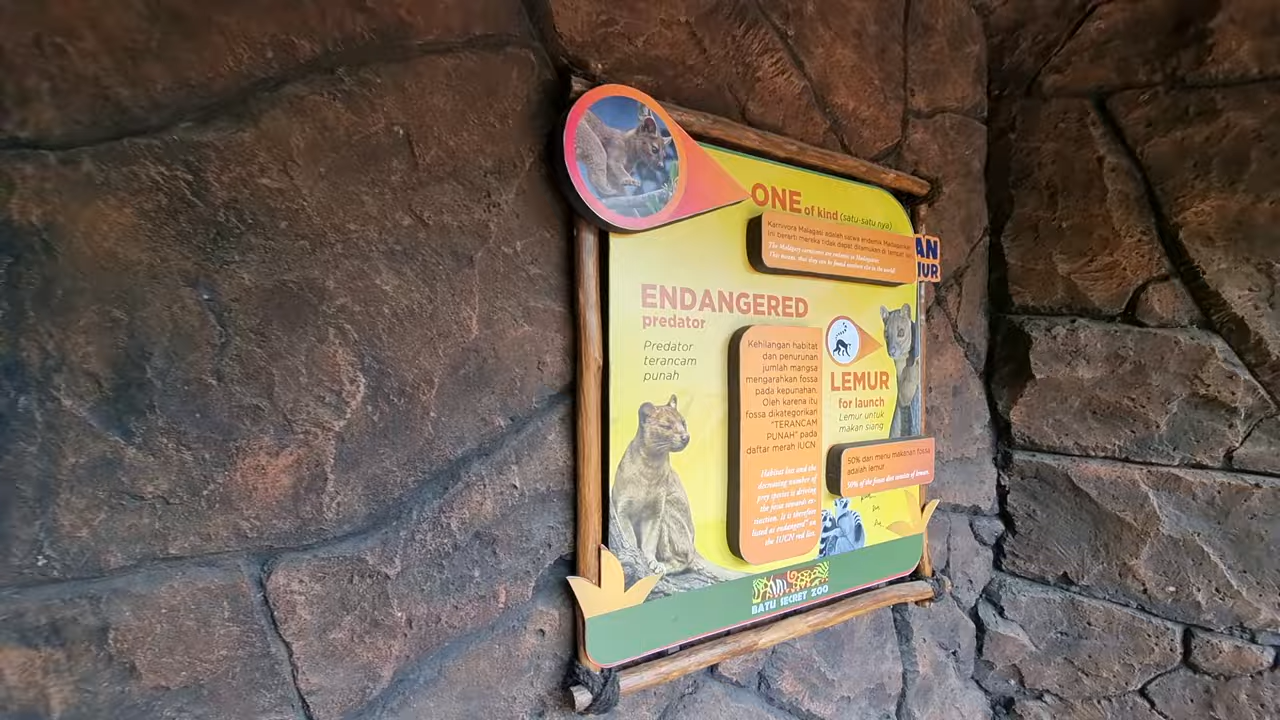 ONE of kind (satu-satu nya)
Karnivora Malagasi adalah satwa endemik Madagaskar
ini berarti mereka tidak dapat ditemukan di tempat
The Malagasy carnivores are endemic to Madagascar.
This means, that they can be found nowhere else in the world
AN
MUR
ENDANGERED
predator
Predator
terancam
punah
Kehilangan habitat
dan penurunan
jumlah mangsa
mengarahkan fossa
pada kepunahan.
Oleh karena itu
fossa dikategorikan
"TERANCAM
PUNAH" pada
daftar merah IUCN
Habitat loss and the
decreasing number of
prey species is driving
the fossa towards ex-
tinction. It is therefore
listed as endangered" on
the IUCN red list.
LEMUR
for launch
Lemur untuk
makan siang
50% dari menu makanan fossa
adalah lemur
50% of the fossa diet consists of lemurs.
BATU SECRET ZOO